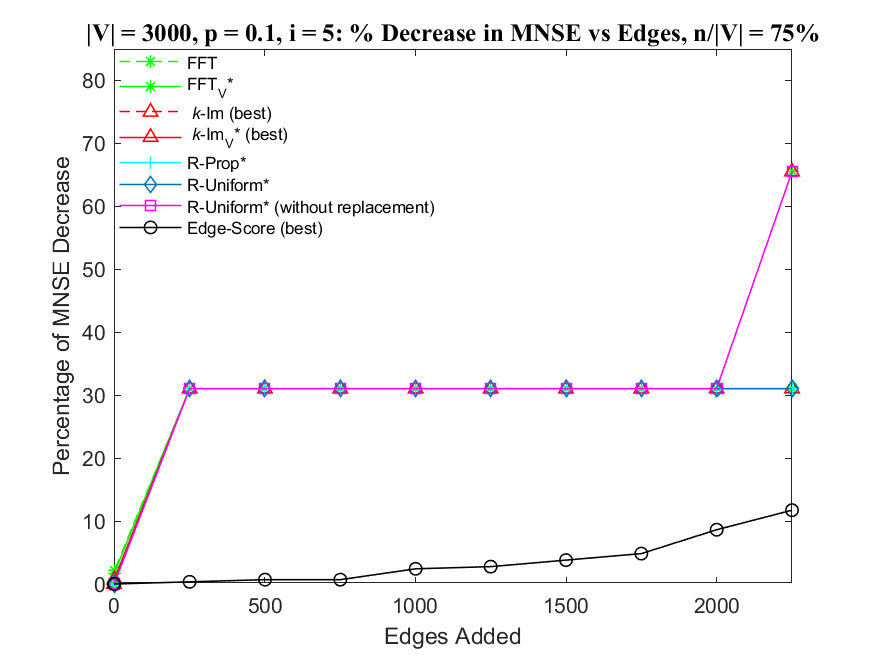 |V| = 3000, p = 0.1, i = 5: % Decrease in MNSE vs Edges, n/|V| = 75%
FFT
FFT_V*
k-Im (best)
k-Im_V* (best)
R-Prop*
R-Uniform*
R-Uniform* (without replacement)
Edge-Score (best)
Percentage of MNSE Decrease
80
70
60
50
40
30
20
10
0
0 500 1000 1500 2000
Edges Added